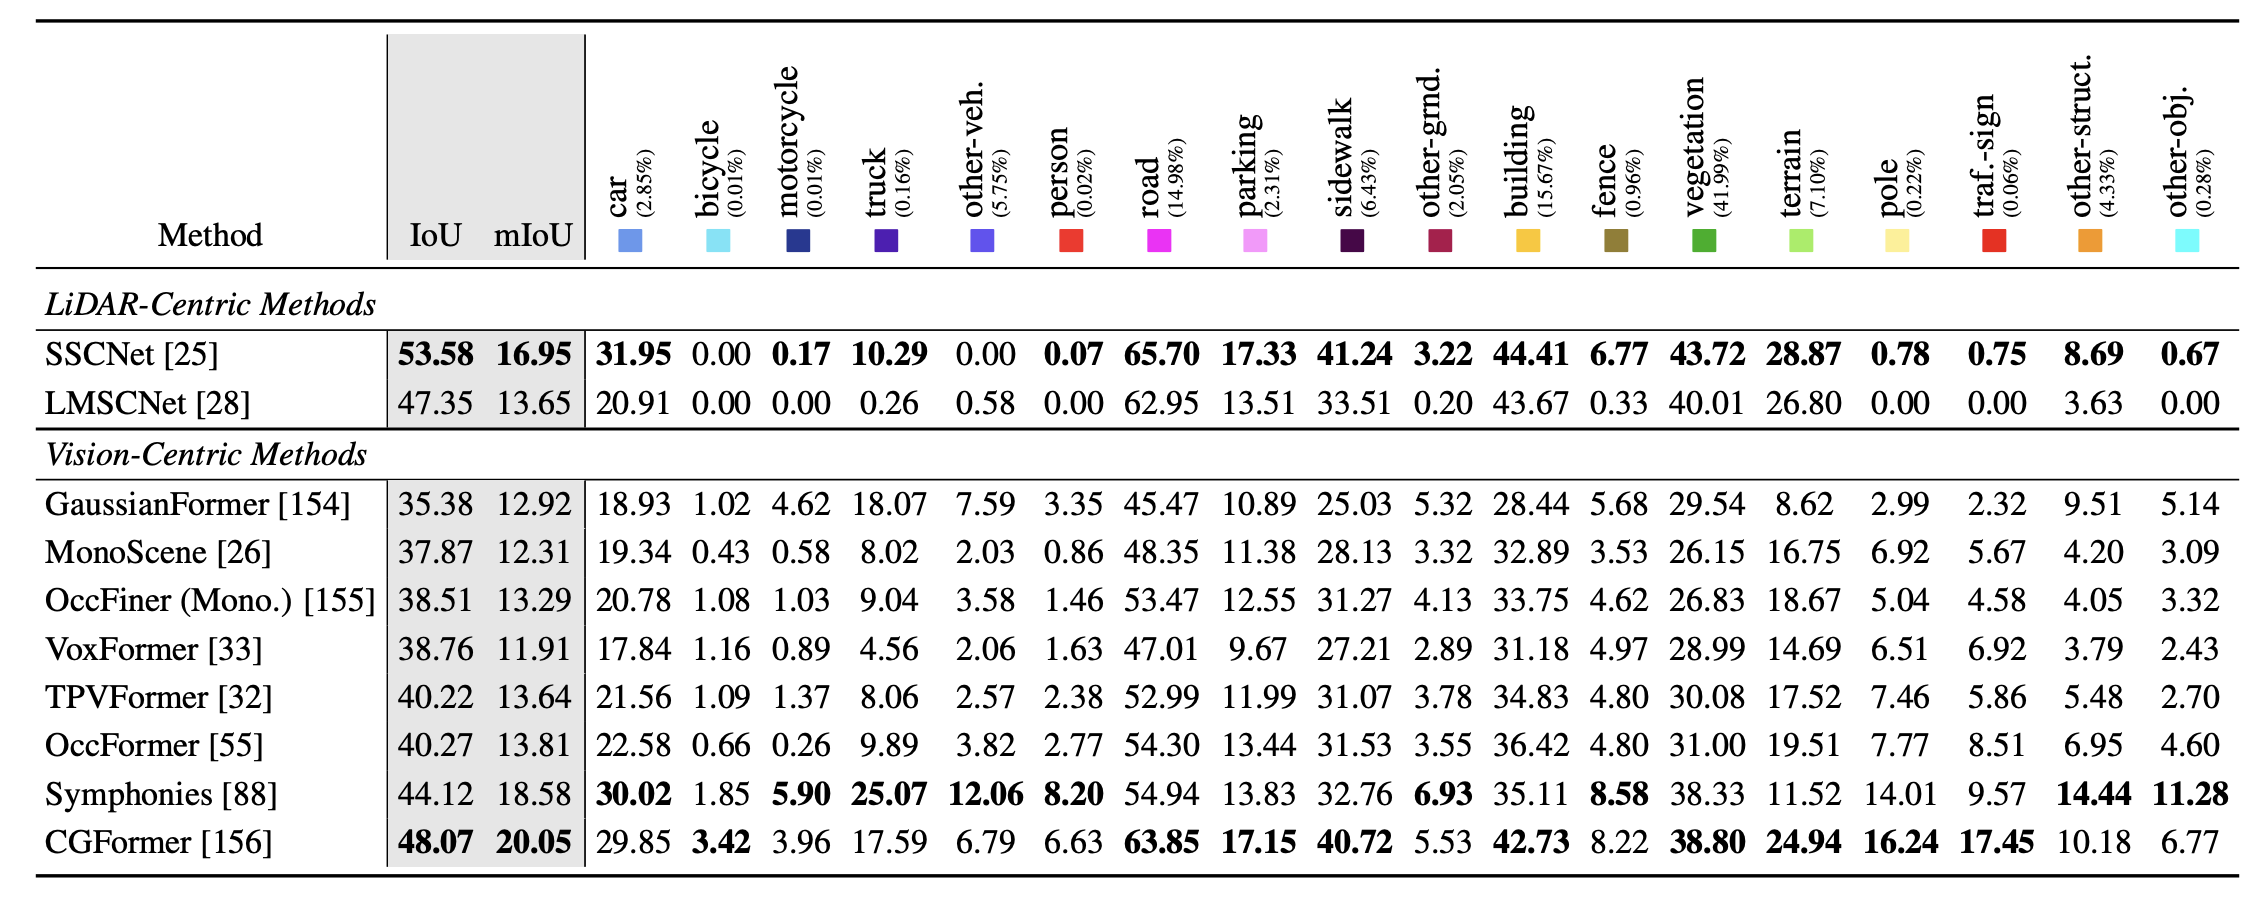 Method IoU mIoU car (2.85%) bicycle (0.01%) motorcycle (0.01%) truck (0.16%) other-veh. (5.75%) person (0.02%) road (14.98%) parking (2.31%) sidewalk (6.43%) other-grnd. (2.05%) building (15.67%) fence (0.96%) vegetation (41.99%) terrain (7.10%) pole (0.22%) traf.-sign (0.06%) other-struct. (4.33%) other-obj. (0.28%)
LiDAR-Centric Methods
SSCNet [25] 53.58 16.95 31.95 0.00 0.17 10.29 0.00 0.07 65.70 17.33 41.24 3.22 44.41 6.77 43.72 28.87 0.78 0.75 8.69 0.67
LMSCNet [28] 47.35 13.65 20.91 0.00 0.00 0.26 0.58 0.00 62.95 13.51 33.51 0.20 43.67 0.33 40.01 26.80 0.00 0.00 3.63 0.00
Vision-Centric Methods
GaussianFormer [154] 35.38 12.92 18.93 1.02 4.62 18.07 7.59 3.35 45.47 10.89 25.03 5.32 28.44 5.68 29.54 8.62 2.99 2.32 9.51 5.14
MonoScene [26] 37.87 12.31 19.34 0.43 0.58 8.02 2.03 0.86 48.35 11.38 28.13 3.32 32.89 3.53 26.15 16.75 6.92 5.67 4.20 3.09
OccFiner (Mono.) [155] 38.51 13.29 20.78 1.08 1.03 9.04 3.58 1.46 53.47 12.55 31.27 4.13 33.75 4.62 26.83 18.67 5.04 4.58 4.05 3.32
VoxFormer [33] 38.76 11.91 17.84 1.16 0.89 4.56 2.06 1.63 47.01 9.67 27.21 2.89 31.18 4.97 28.99 14.69 6.51 6.92 3.79 2.43
TPVFormer [32] 40.22 13.64 21.56 1.09 1.37 8.06 2.57 2.38 52.99 11.99 31.07 3.78 34.83 4.80 30.08 17.52 7.46 5.86 5.48 2.70
OccFormer [55] 40.27 13.81 22.58 0.66 0.26 9.89 3.82 2.77 54.30 13.44 31.53 3.55 36.42 4.80 31.00 19.51 7.77 8.51 6.95 4.60
Symphonies [88] 44.12 18.58 30.02 1.85 5.90 25.07 12.06 8.20 54.94 13.83 32.76 6.93 35.11 8.58 38.33 11.52 14.01 9.57 14.44 11.28
CGFormer [156] 48.07 20.05 29.85 3.42 3.96 17.59 6.79 6.63 63.85 17.15 40.72 5.53 42.73 8.22 38.80 24.94 16.24 17.45 10.18 6.77